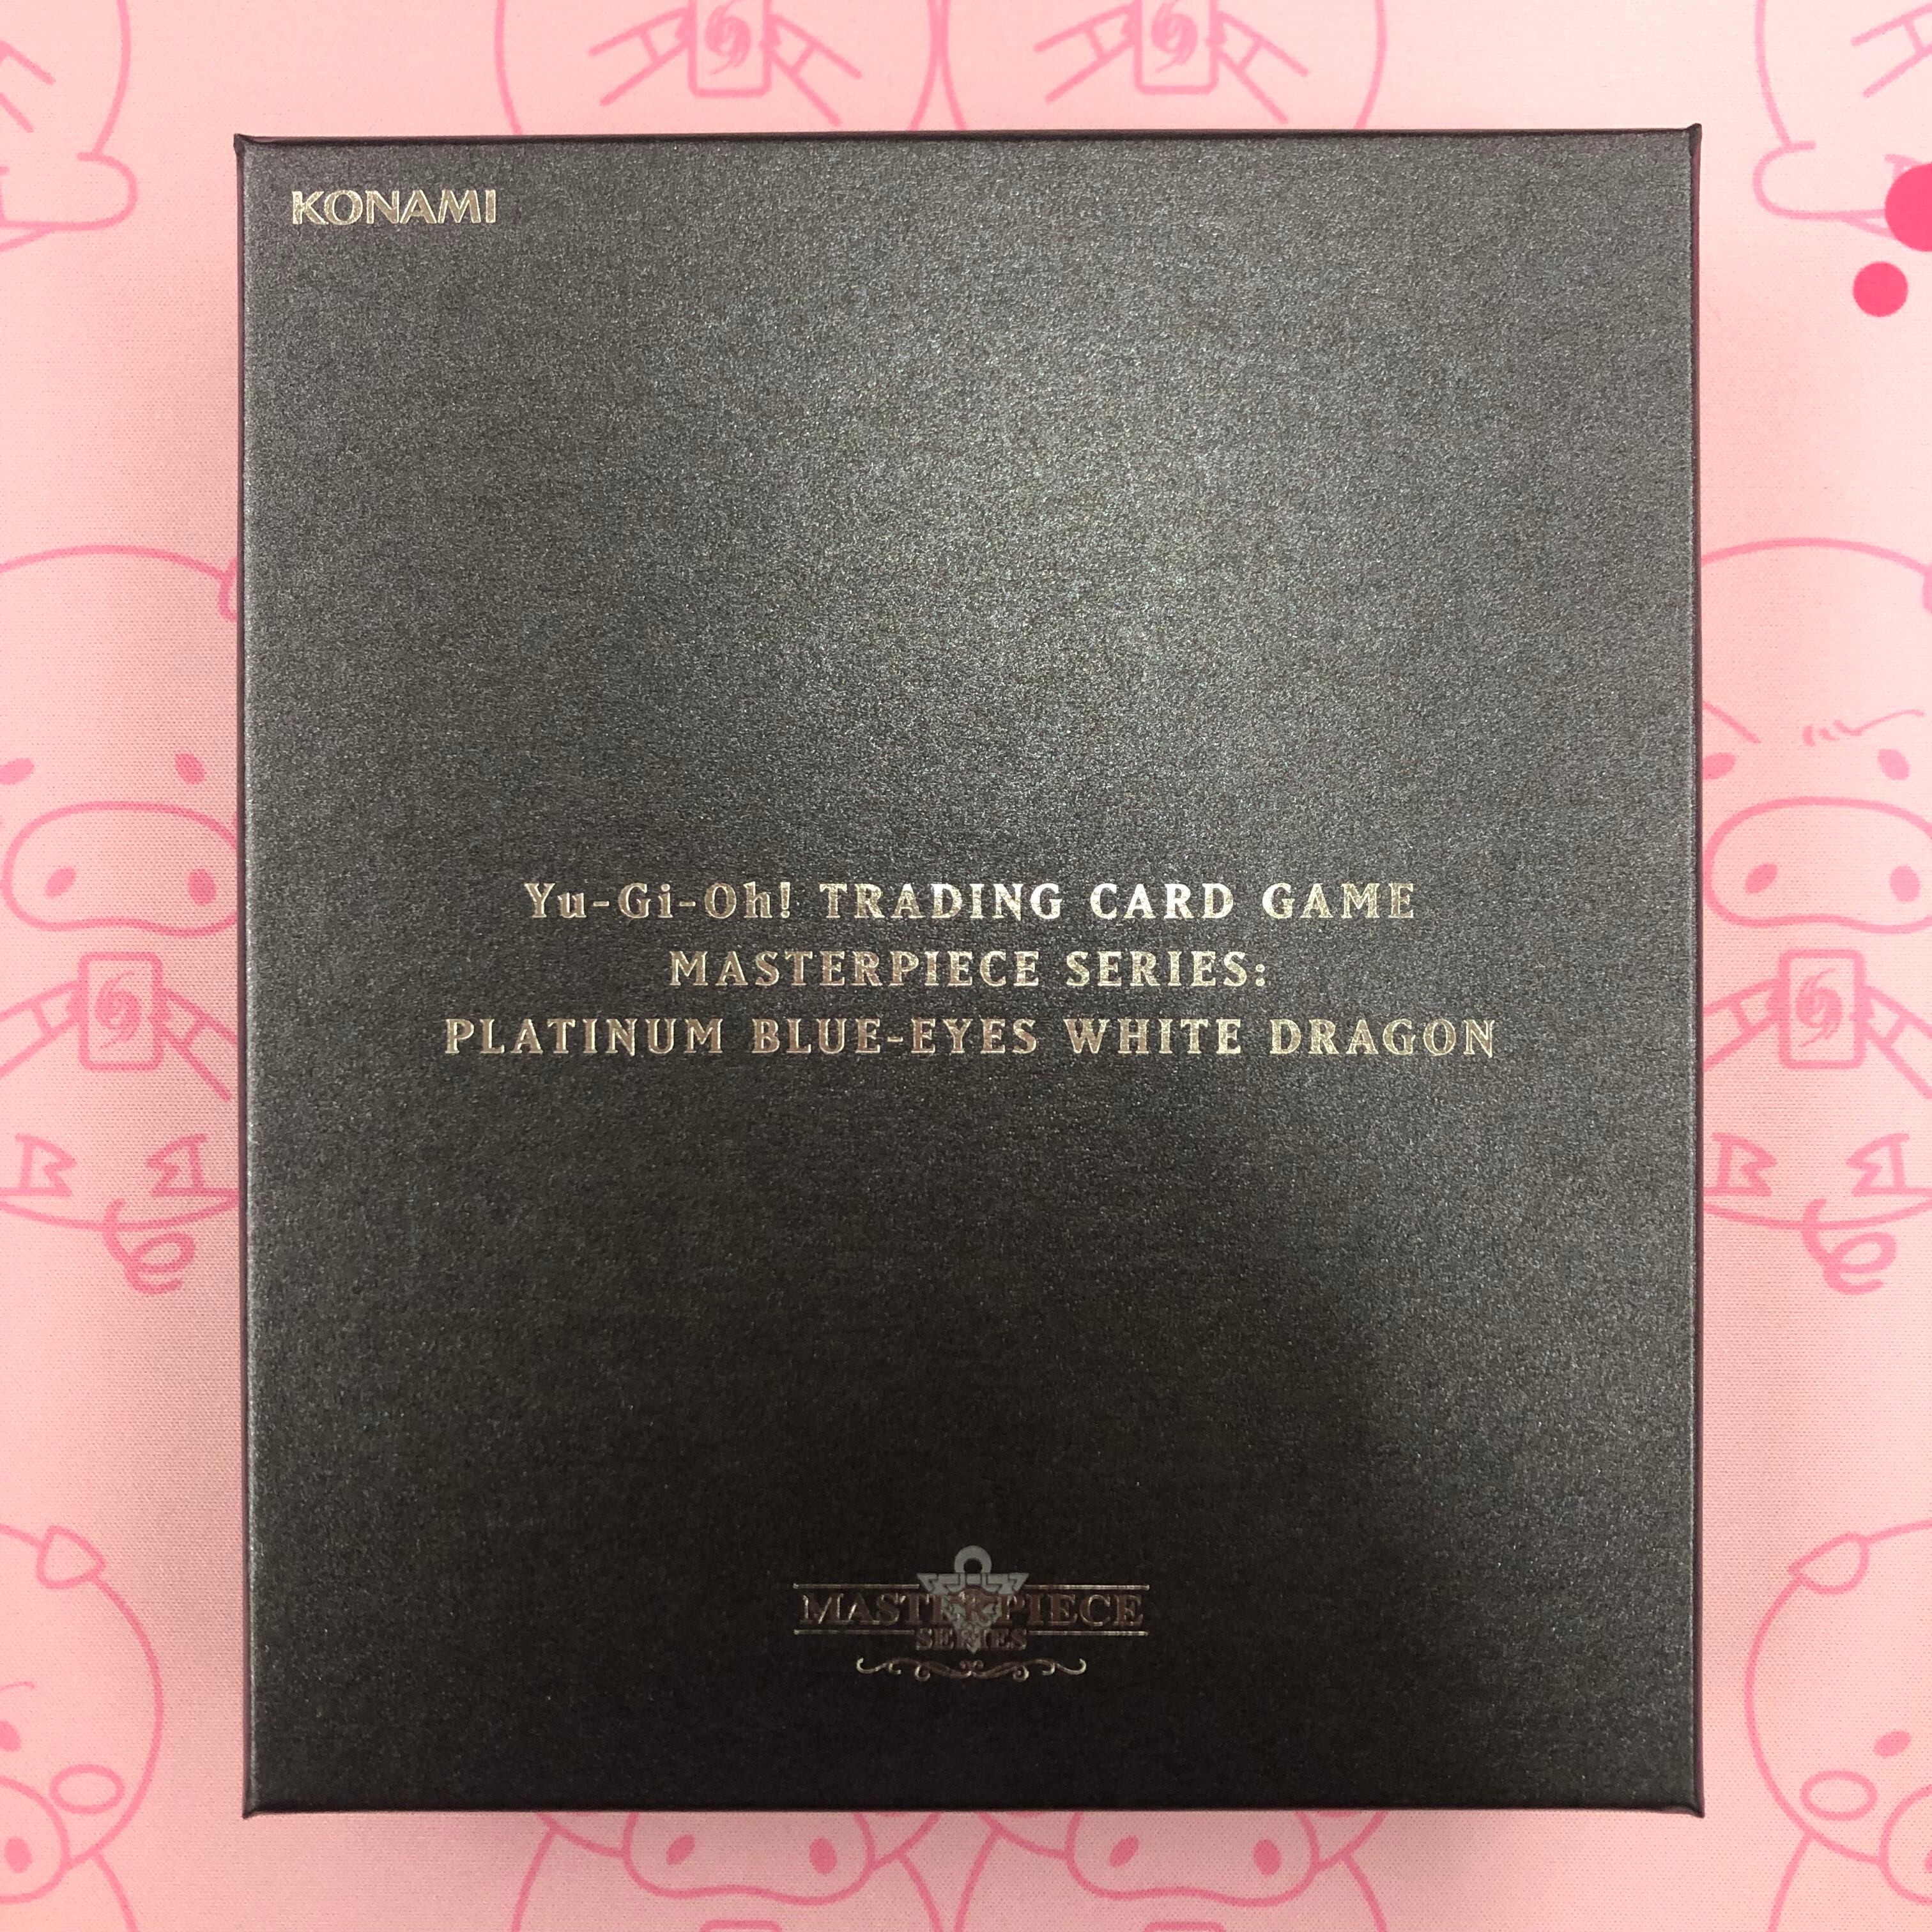 KONAMI
Yu-Gi-Oh! TRADING CARD GAME
MASTERPIECE SERIES:
PLATINUM BLUE-EYES WHITE DRAGON
MASTERPIECE
SERIES